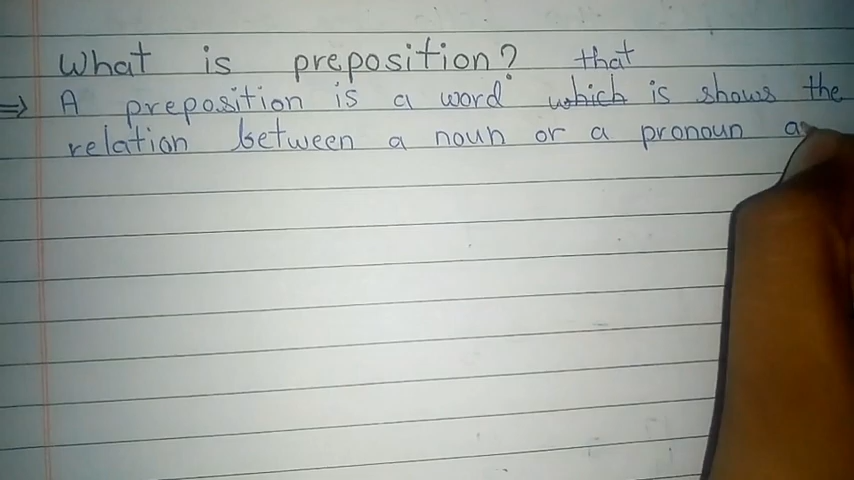 What is preposition?
that
⇒ A preposition is a word which is shows the
relation between a noun or a pronoun